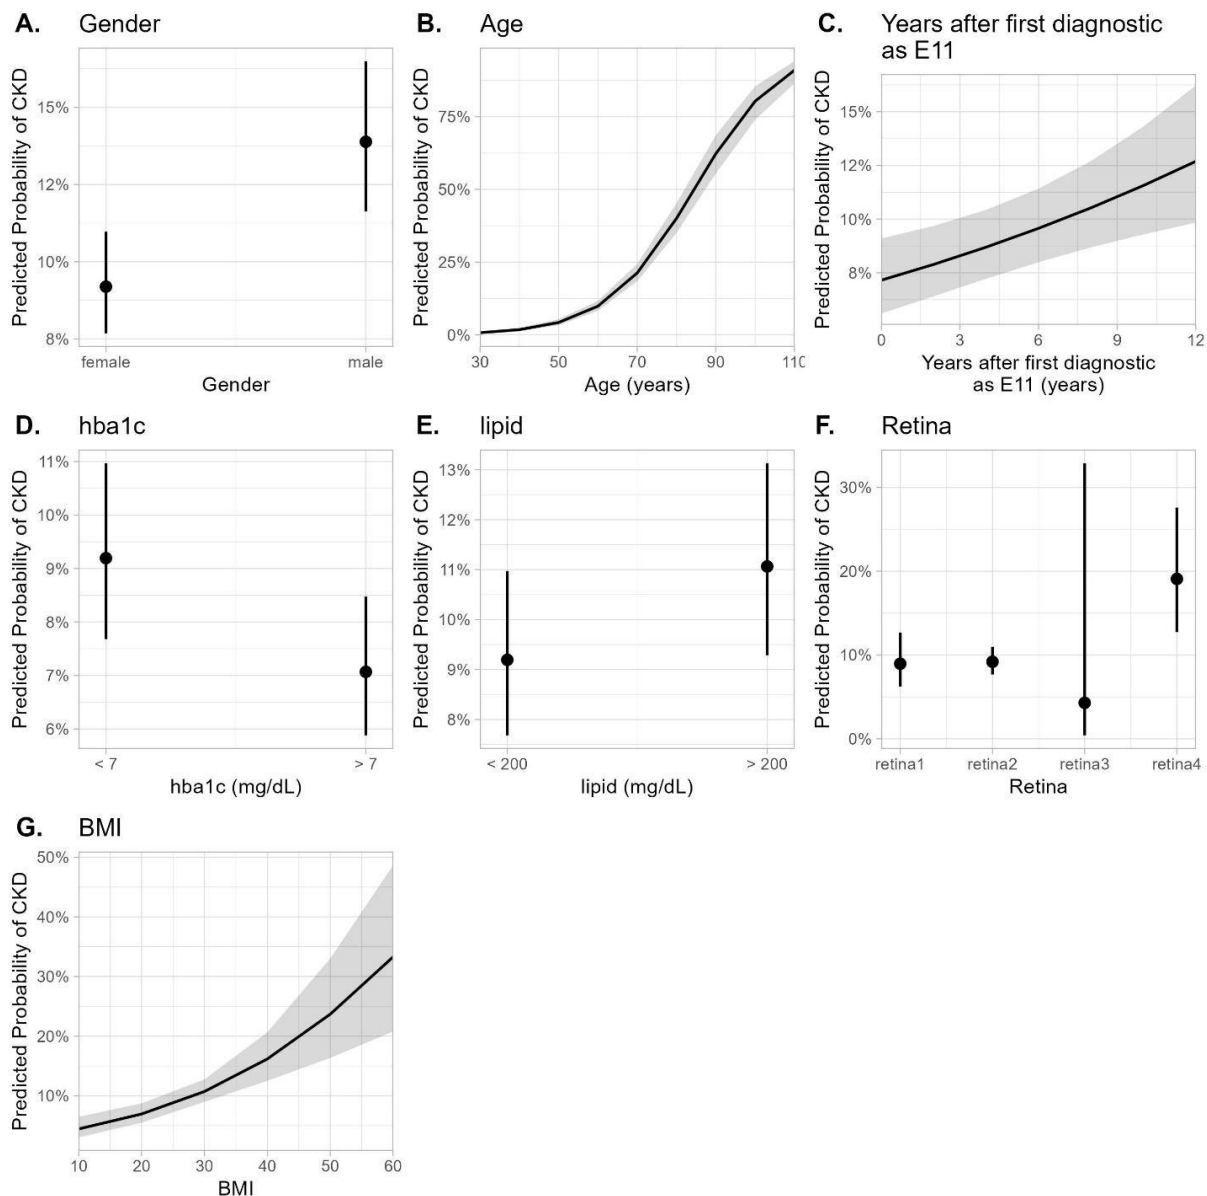 A. Gender
Predicted Probability of CKD
15%
12%
10%
8%
female male
Gender
B. Age
Predicted Probability of CKD
75%
50%
25%
0%
30 50 70 90 110
Age (years)
C. Years after first diagnostic
as E11
Predicted Probability of CKD
15%
12%
10%
8%
0 3 6 9 12
Years after first diagnostic
as E11 (years)
D. hba1c
Predicted Probability of CKD
11%
10%
9%
8%
7%
6%
< 7 > 7
hba1c (mg/dL)
E. lipid
Predicted Probability of CKD
13%
12%
11%
10%
9%
8%
< 200 > 200
lipid (mg/dL)
F. Retina
Predicted Probability of CKD
30%
20%
10%
0%
retina1 retina2 retina3 retina4
Retina
G. BMI
Predicted Probability of CKD
50%
40%
30%
20%
10%
10 20 30 40 50 60
BMI